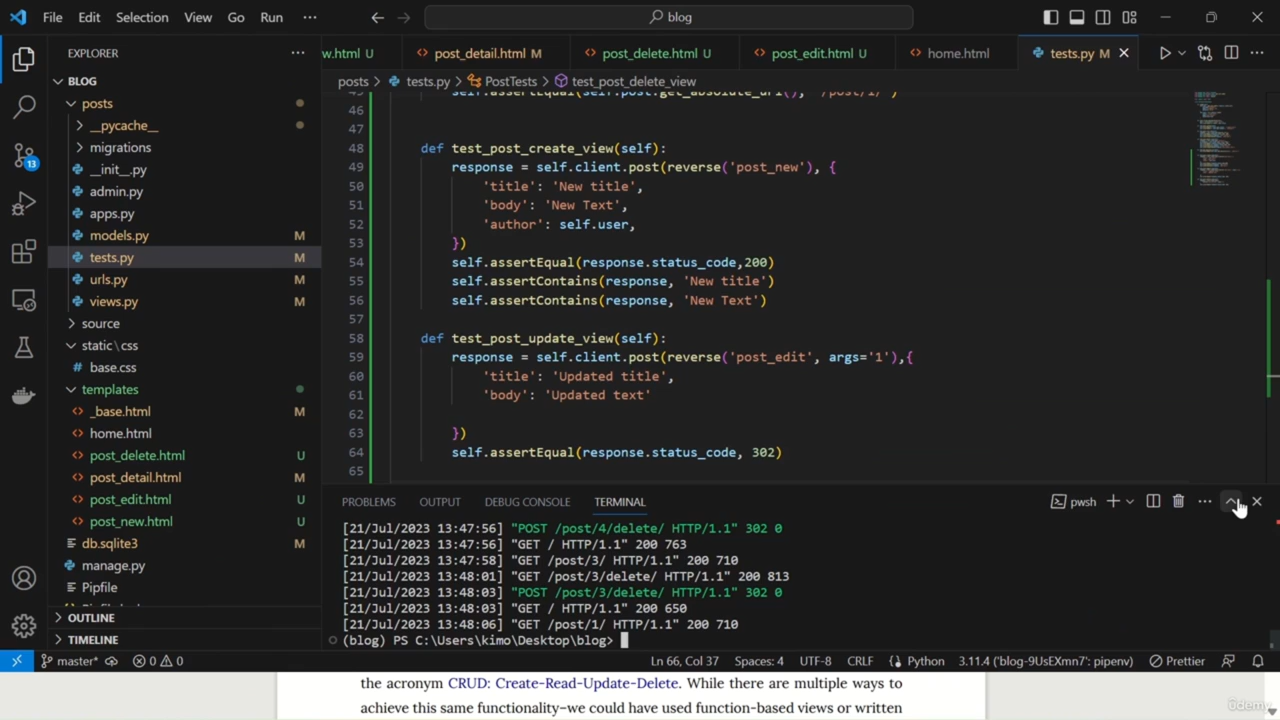 File Edit Selection View Go Run ··· blog
EXPLORER ···
w.html U post_detail.html M post_delete.html U post_edit.html U home.html tests.py M
BLOG
posts > tests.py > PostTests > test_post_delete_view
posts
__pycache__
migrations
__init__.py
admin.py
apps.py
models.py M
tests.py M
urls.py M
views.py M
source
static\css
base.css
templates
_base.html M
home.html
post_delete.html U
post_detail.html M
post_edit.html U
post_new.html U
db.sqlite3 M
manage.py
Pipfile
OUTLINE
TIMELINE
13
45 self.assertEqual(self.post.get_absolute_url(), '/post/1/')
46
47
48 def test_post_create_view(self):
49 response = self.client.post(reverse('post_new'), {
50 'title': 'New title',
51 'body': 'New Text',
52 'author': self.user,
53 })
54 self.assertEqual(response.status_code,200)
55 self.assertContains(response, 'New title')
56 self.assertContains(response, 'New Text')
57
58 def test_post_update_view(self):
59 response = self.client.post(reverse('post_edit', args='1'),{
60 'title': 'Updated title',
61 'body': 'Updated text'
62
63 })
64 self.assertEqual(response.status_code, 302)
65
PROBLEMS OUTPUT DEBUG CONSOLE TERMINAL pwsh
[21/Jul/2023 13:47:56] "POST /post/4/delete/ HTTP/1.1" 302 0
[21/Jul/2023 13:47:56] "GET / HTTP/1.1" 200 763
[21/Jul/2023 13:47:58] "GET /post/3/ HTTP/1.1" 200 710
[21/Jul/2023 13:48:01] "GET /post/3/delete/ HTTP/1.1" 200 813
[21/Jul/2023 13:48:03] "POST /post/3/delete/ HTTP/1.1" 302 0
[21/Jul/2023 13:48:03] "GET / HTTP/1.1" 200 650
[21/Jul/2023 13:48:06] "GET /post/1/ HTTP/1.1" 200 710
(blog) PS C:\Users\kimo\Desktop\blog>
master* 0 0 Ln 66, Col 37 Spaces: 4 UTF-8 CRLF Python 3.11.4 ('blog-9UsEXmn7': pipenv) Prettier
the acronym CRUD: Create-Read-Update-Delete. While there are multiple ways to
achieve this same functionality–we could have used function-based views or written
ûdemy